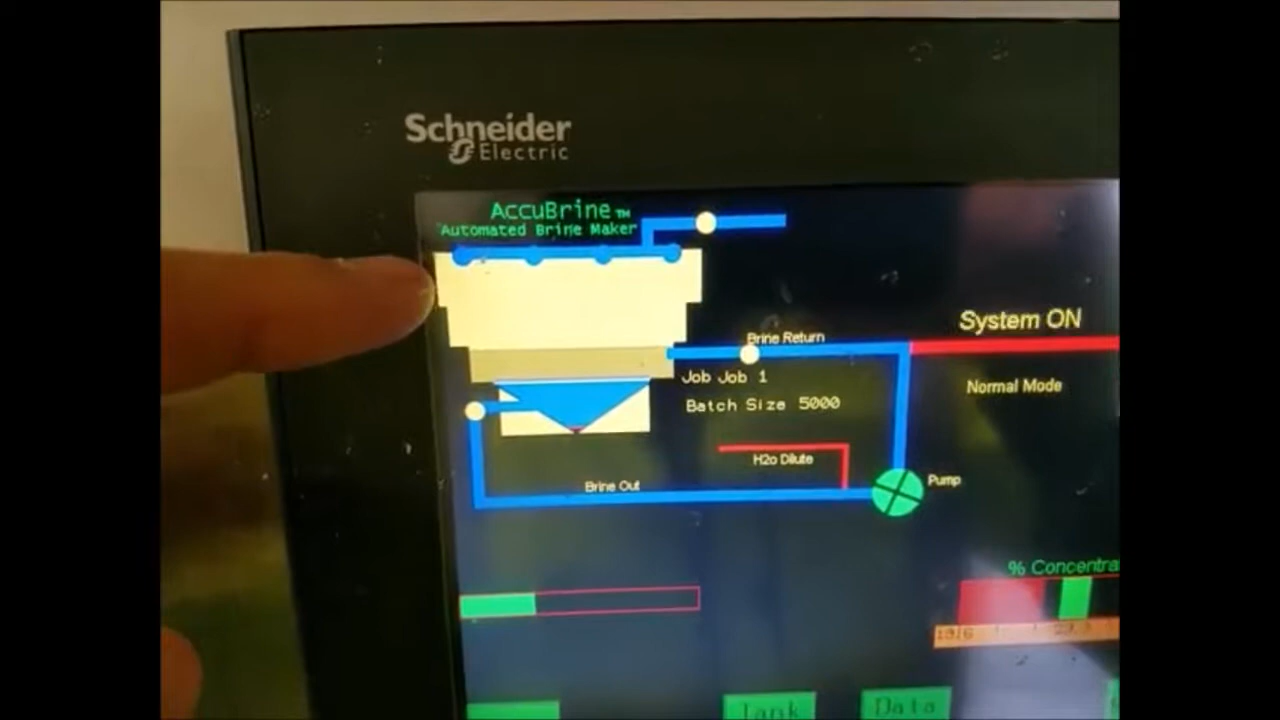 Schneider
Electric
AccuBrine™
Automated Brine Maker
System ON
Brine Return
Job Job 1
Normal Mode
Batch Size 5000
H2o Dilute
Pump
Brine Out
% Concentra
Tank
Data